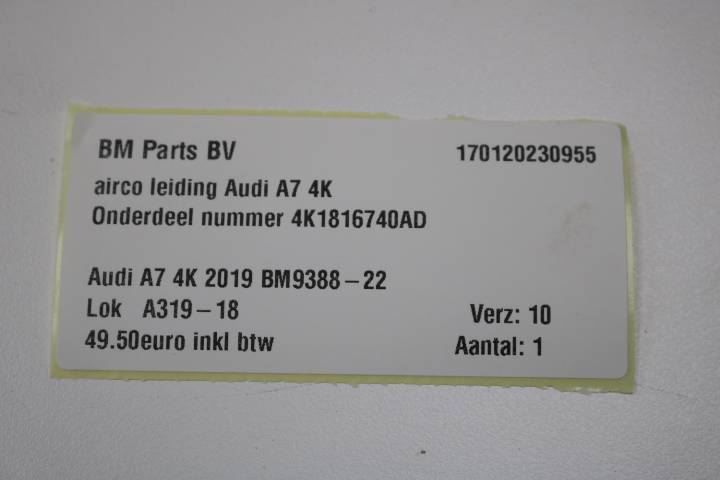 BM Parts BV 170120230955
airco leiding Audi A7 4K
Onderdeel nummer 4K1816740AD
Audi A7 4K 2019 BM9388-22
Lok A319-18 Verz: 10
49.50euro inkl btw Aantal: 1